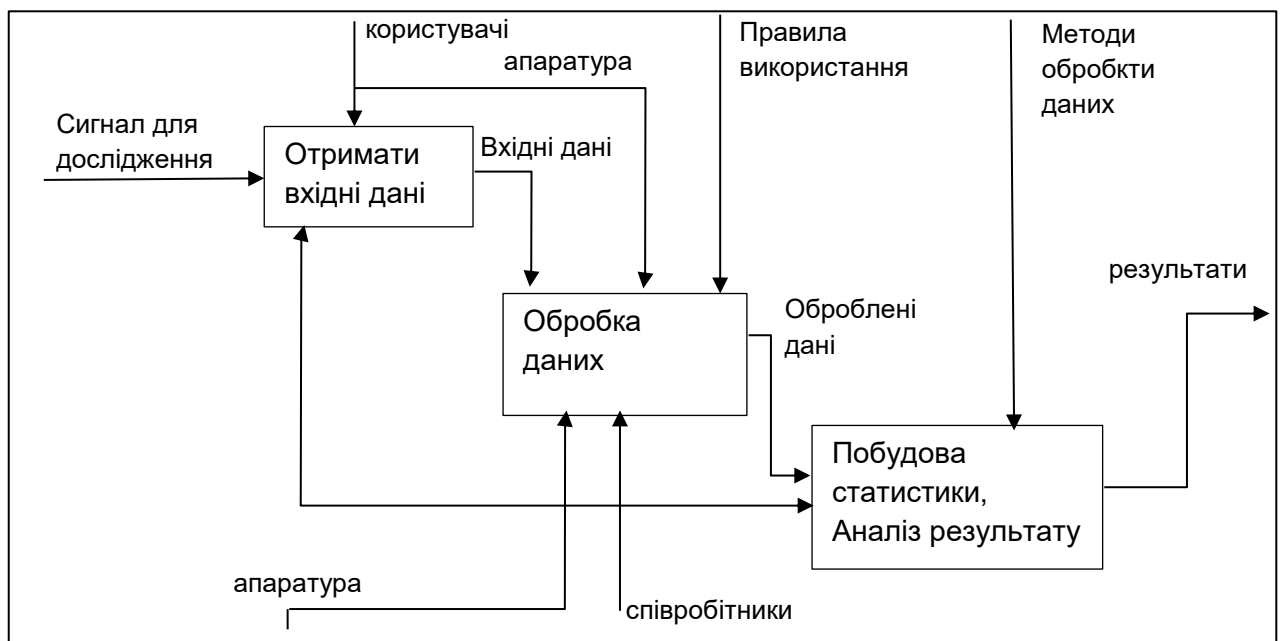 користувачі
апаратура
Правила
використання
Методи
обробкти
даних
Сигнал для
дослідження
Отримати
вхідні дані
Вхідні дані
Обробка
даних
Оброблені
дані
результати
Побудова
статистики,
Аналіз результату
апаратура
співробітники